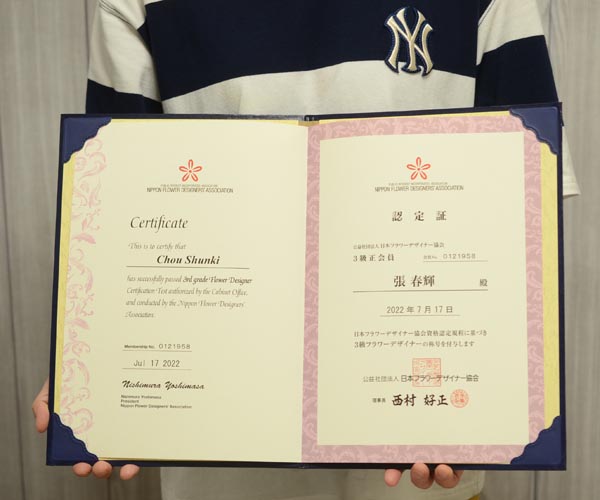 NY
NIPPON FLOWER DESIGNERS' ASSOCIATION
Certificate
This is to certify that
Chou Shunki
has successfully passed 3rd grade Flower Designer
Certification Test authorized by the Cabinet Office,
and conducted by the Nippon Flower Designers'
Association.
Membership No. 0121958
Jul 17 2022
Nishimura Yoshimasa
Nishimura Yoshimasa
President
Nippon Flower Designers' Association
NIPPON FLOWER DESIGNERS' ASSOCIATION
認定証
公益社団法人 日本フラワーデザイナー協会
3級正会員 会員No. 0121958
張 春輝 殿
2022年7月17日
日本フラワーデザイナー協会資格認定規程に基づき
3級フラワーデザイナーの称号を付与します
公益社団法人 日本フラワーデザイナー協会
理事長 西村 好正